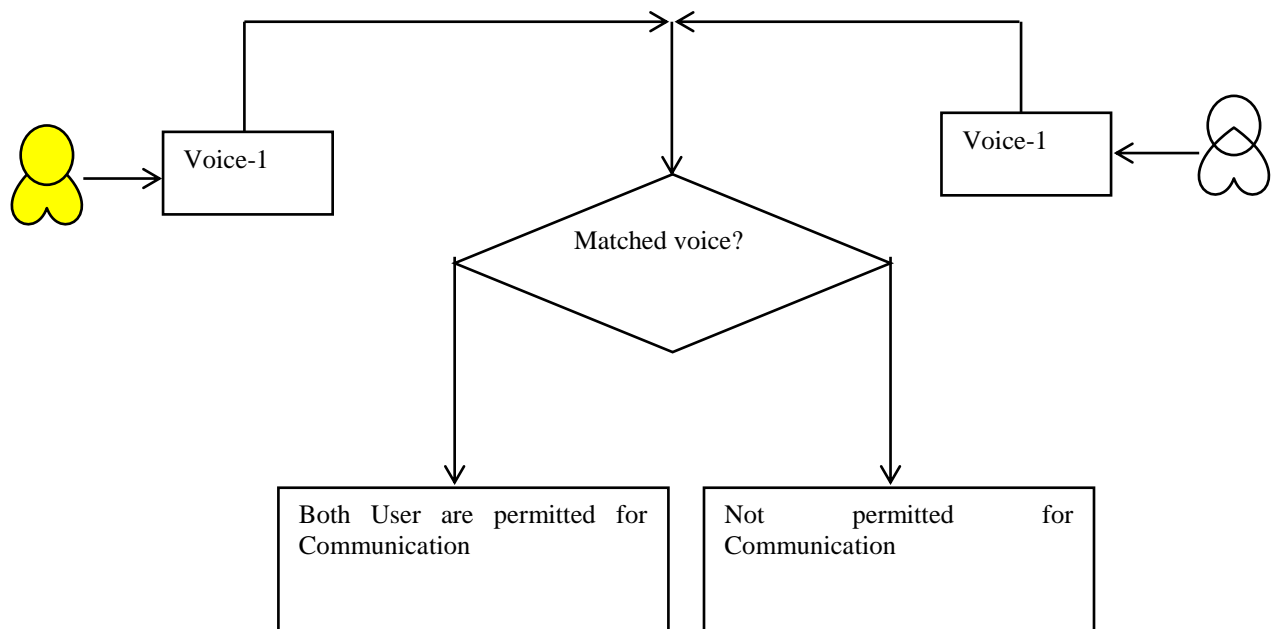 Voice-1
Voice-1
Matched voice?
Both User are permitted for
Communication
Not permitted for
Communication